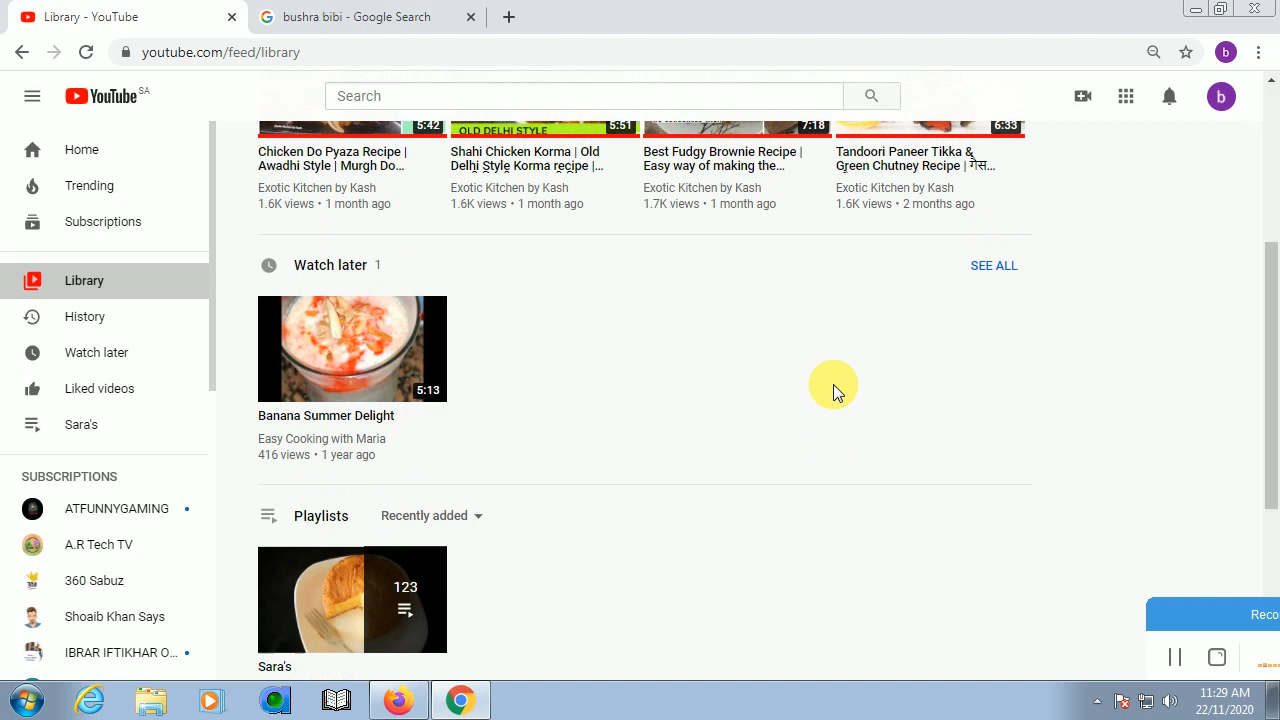 Library - YouTube
bushra bibi - Google Search
youtube.com/feed/library
b
YouTube SA
Search
b
Home
Trending
Subscriptions
Library
History
Watch later
Liked videos
Sara's
SUBSCRIPTIONS
ATFUNNYGAMING
A.R Tech TV
360 Sabuz
Shoaib Khan Says
IBRAR IFTIKHAR O...
5:42
OLD DELHI STYLE
5:51
7:18
6:33
Chicken Do Pyaza Recipe |
Awadhi Style | Murgh Do...
Exotic Kitchen by Kash
1.6K views • 1 month ago
Shahi Chicken Korma | Old
Delhi Style Korma recipe |...
Exotic Kitchen by Kash
1.6K views • 1 month ago
Best Fudgy Brownie Recipe |
Easy way of making the...
Exotic Kitchen by Kash
1.7K views • 1 month ago
Tandoori Paneer Tikka &
Green Chutney Recipe | गैस...
Exotic Kitchen by Kash
1.6K views • 2 months ago
Watch later 1
SEE ALL
5:13
Banana Summer Delight
Easy Cooking with Maria
416 views • 1 year ago
Playlists Recently added
123
Sara's
Reco
11:29 AM
22/11/2020